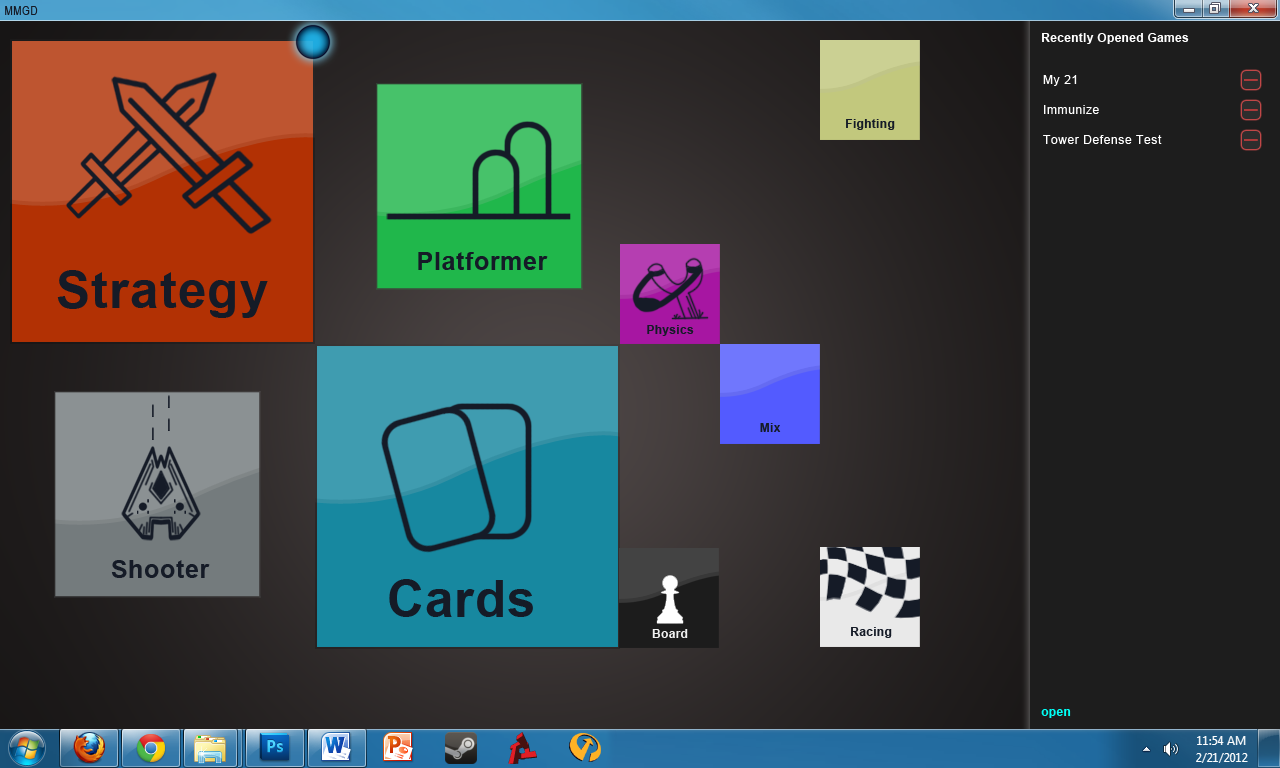 MMGD
Strategy
Platformer
Fighting
Physics
Mix
Shooter
Cards
Board
Racing
Recently Opened Games
My 21
Immunize
Tower Defense Test
open
Ps
W
P
11:54 AM
2/21/2012